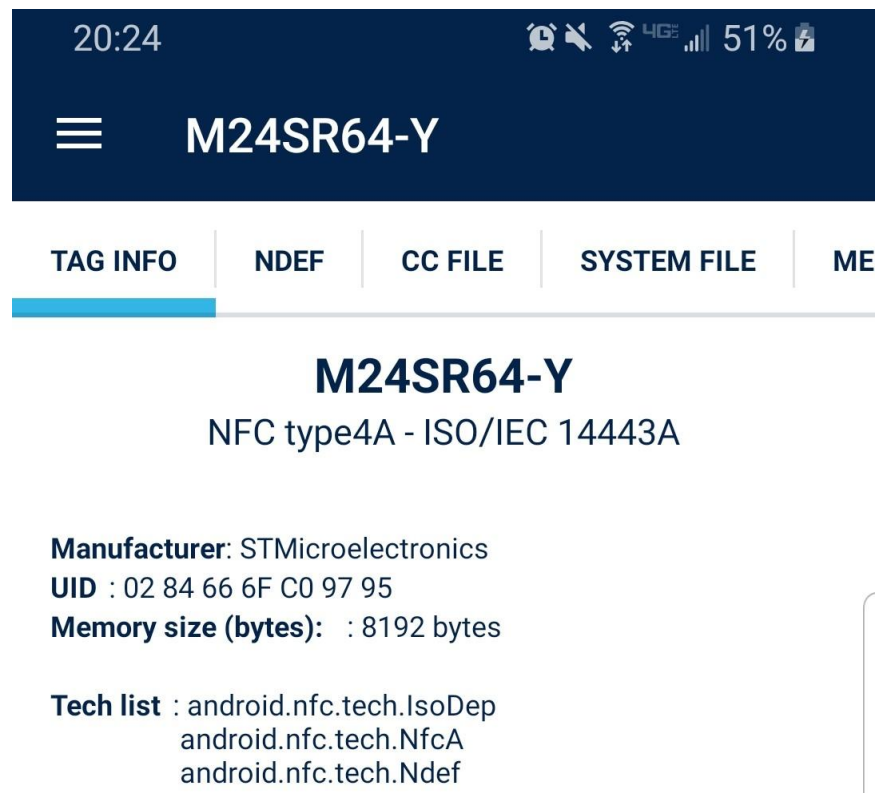 20:24 4GE 51%
M24SR64-Y
TAG INFO NDEF CC FILE SYSTEM FILE ME
M24SR64-Y
NFC type4A - ISO/IEC 14443A
Manufacturer: STMicroelectronics
UID : 02 84 66 6F C0 97 95
Memory size (bytes): : 8192 bytes
Tech list : android.nfc.tech.IsoDep
android.nfc.tech.NfcA
android.nfc.tech.Ndef